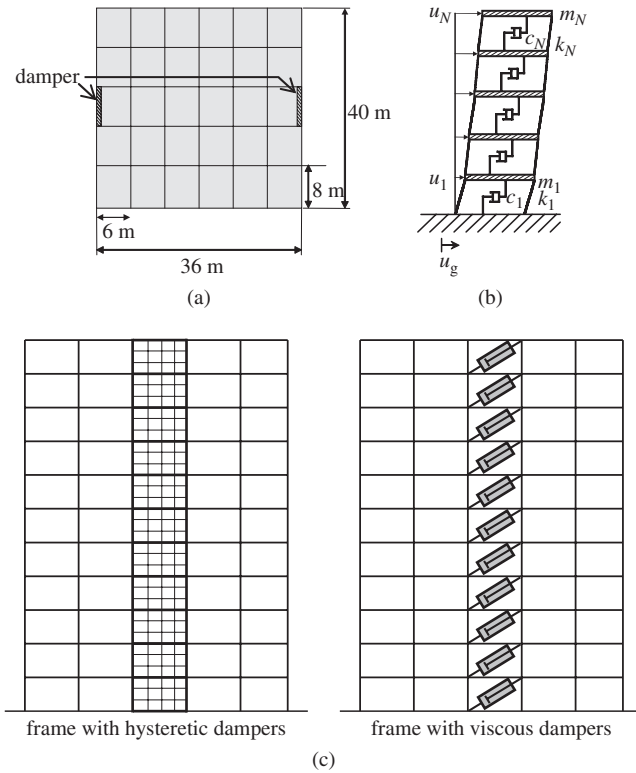 damper
40 m
8 m
6 m
36 m
(a)
u_N
m_N
c_N
k_N
u_1
m_1
c_1
k_1
u_g
(b)
frame with hysteretic dampers
frame with viscous dampers
(c)